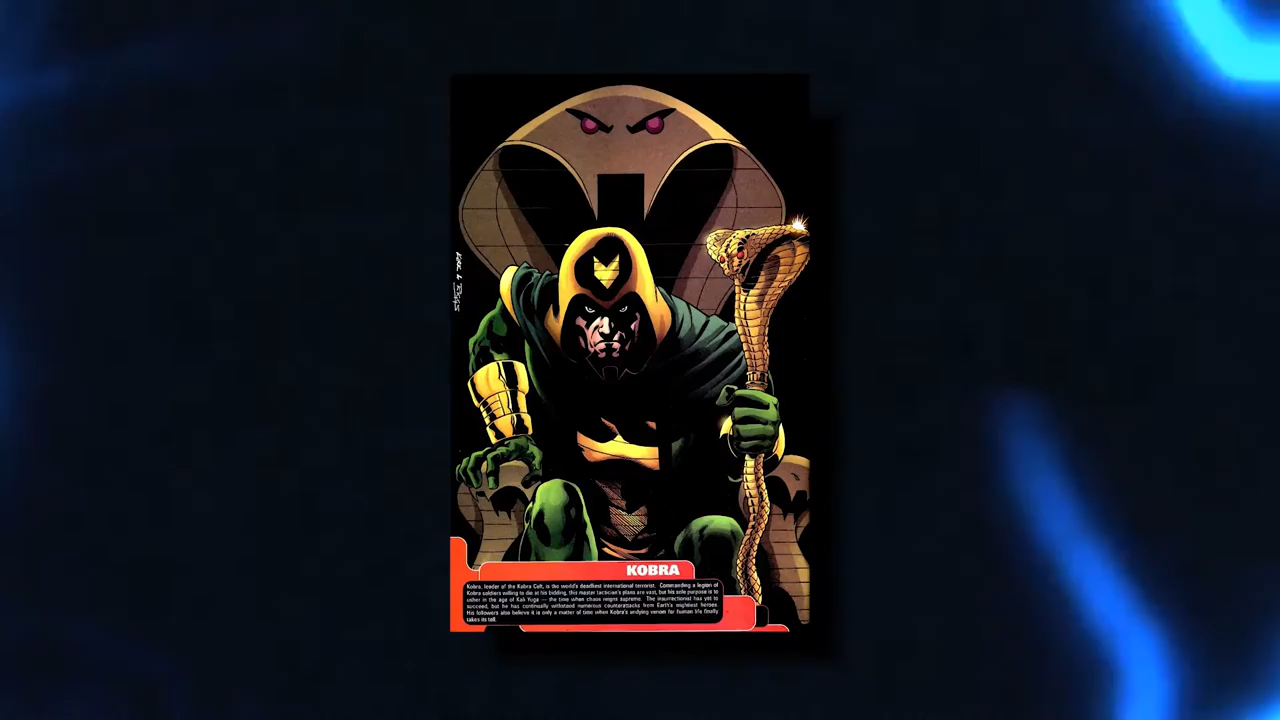 KOBRA
Kobra, leader of the Kobra Cult, is the world's deadliest international terrorist. Commanding a legion of
Kobra soldiers willing to die at his bidding, this master tactician's plans are vast, but his sole purpose is to
usher in the age of Kali Yuga — the time when chaos reigns supreme. The insurrectionist has yet to
succeed, but he has continually withstood numerous counterattacks from Earth's mightiest heroes.
His followers also believe it is only a matter of time when Kobra's undying venom for human life finally
takes its toll.